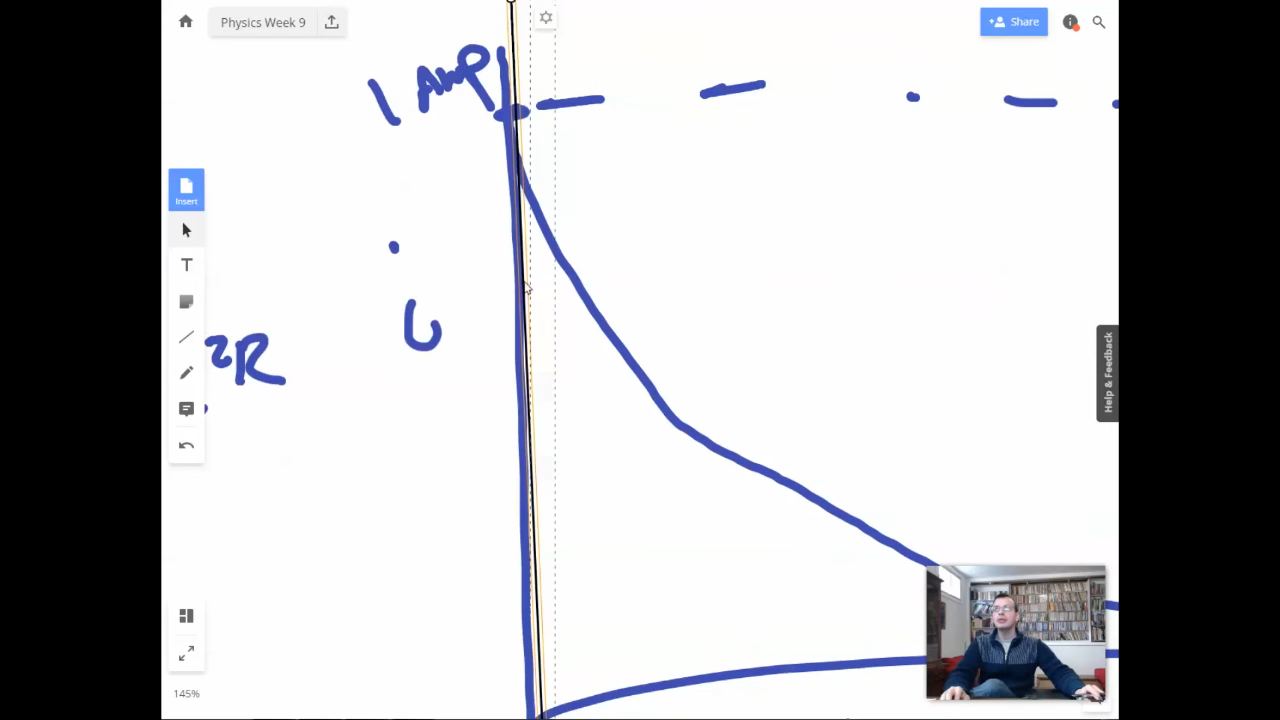 Physics Week 9
Share
1 Amp
Insert
T
2R
Help & Feedback
145%